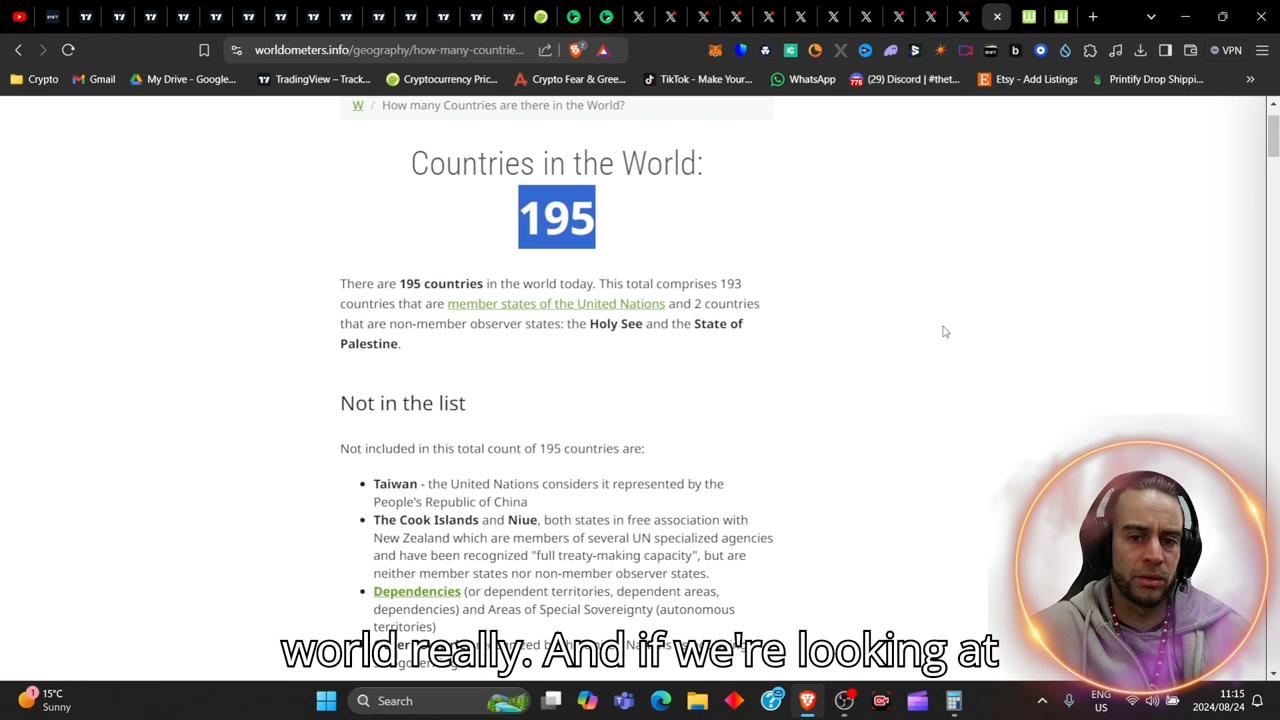 worldometers.info/geography/how-many-countrie...
VPN
Crypto
Gmail
My Drive - Google...
TradingView – Track...
Cryptocurrency Pric...
Crypto Fear & Gree...
TikTok - Make Your...
WhatsApp
(29) Discord | #thet...
Etsy - Add Listings
Printify Drop Shippi...
W / How many Countries are there in the World?
Countries in the World:
195
There are 195 countries in the world today. This total comprises 193
countries that are member states of the United Nations and 2 countries
that are non-member observer states: the Holy See and the State of
Palestine.
Not in the list
Not included in this total count of 195 countries are:
Taiwan - the United Nations considers it represented by the
People's Republic of China
The Cook Islands and Niue, both states in free association with
New Zealand which are members of several UN specialized agencies
and have been recognized "full treaty-making capacity", but are
neither member states nor non-member observer states.
Dependencies (or dependent territories, dependent areas,
dependencies) and Areas of Special Sovereignty (autonomous
territories)
world really. And if we're looking at
1
15°C
Sunny
Search
ENG
US
11:15
2024/08/24